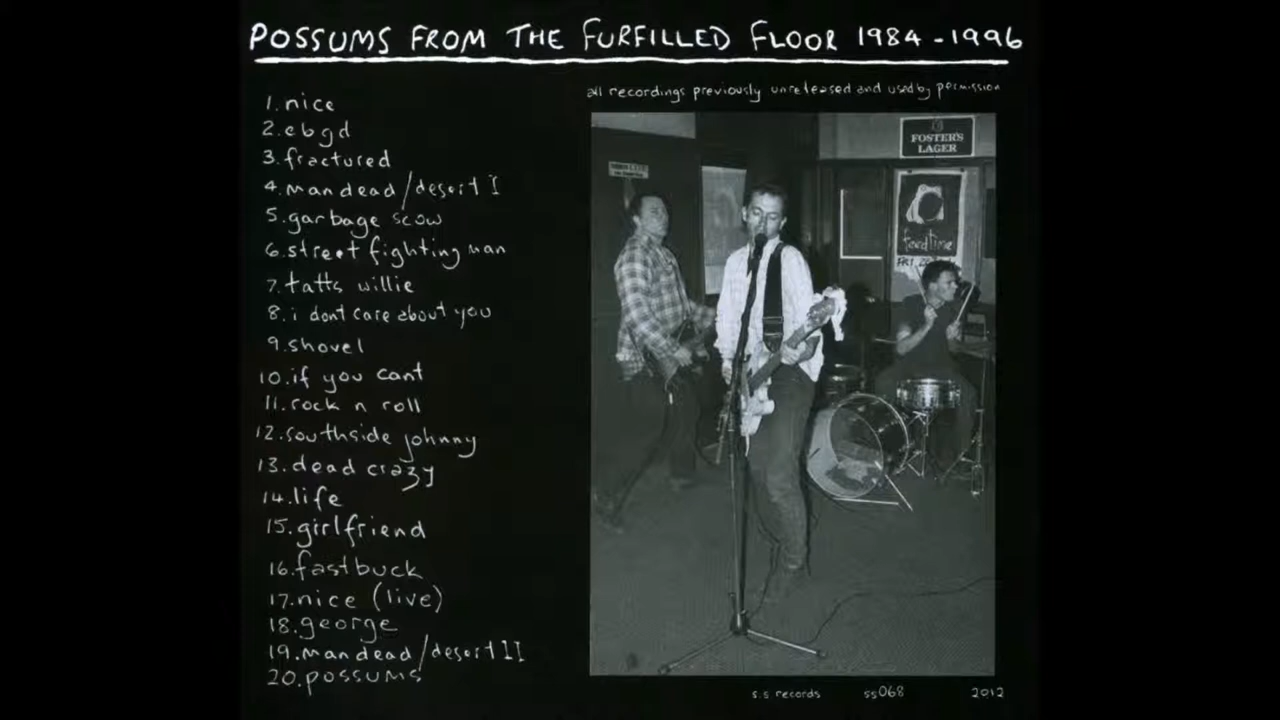 POSSUMS FROM THE FURFILLED FLOOR 1984-1996
all recordings previously unreleased and used by permission
1. nice
2. ebgd
3. fractured
4. man dead/desert I
5. garbage scow
6. street fighting man
7. tatts willie
8. i dont care about you
9. shovel
10. if you cant
11. rock n roll
12. southside johnny
13. dead crazy
14. life
15. girlfriend
16. fast buck
17. nice (live)
18. george
19. man dead/desert II
20. possums
FOSTER'S
LAGER
feedtime
s.s records ss068 2012